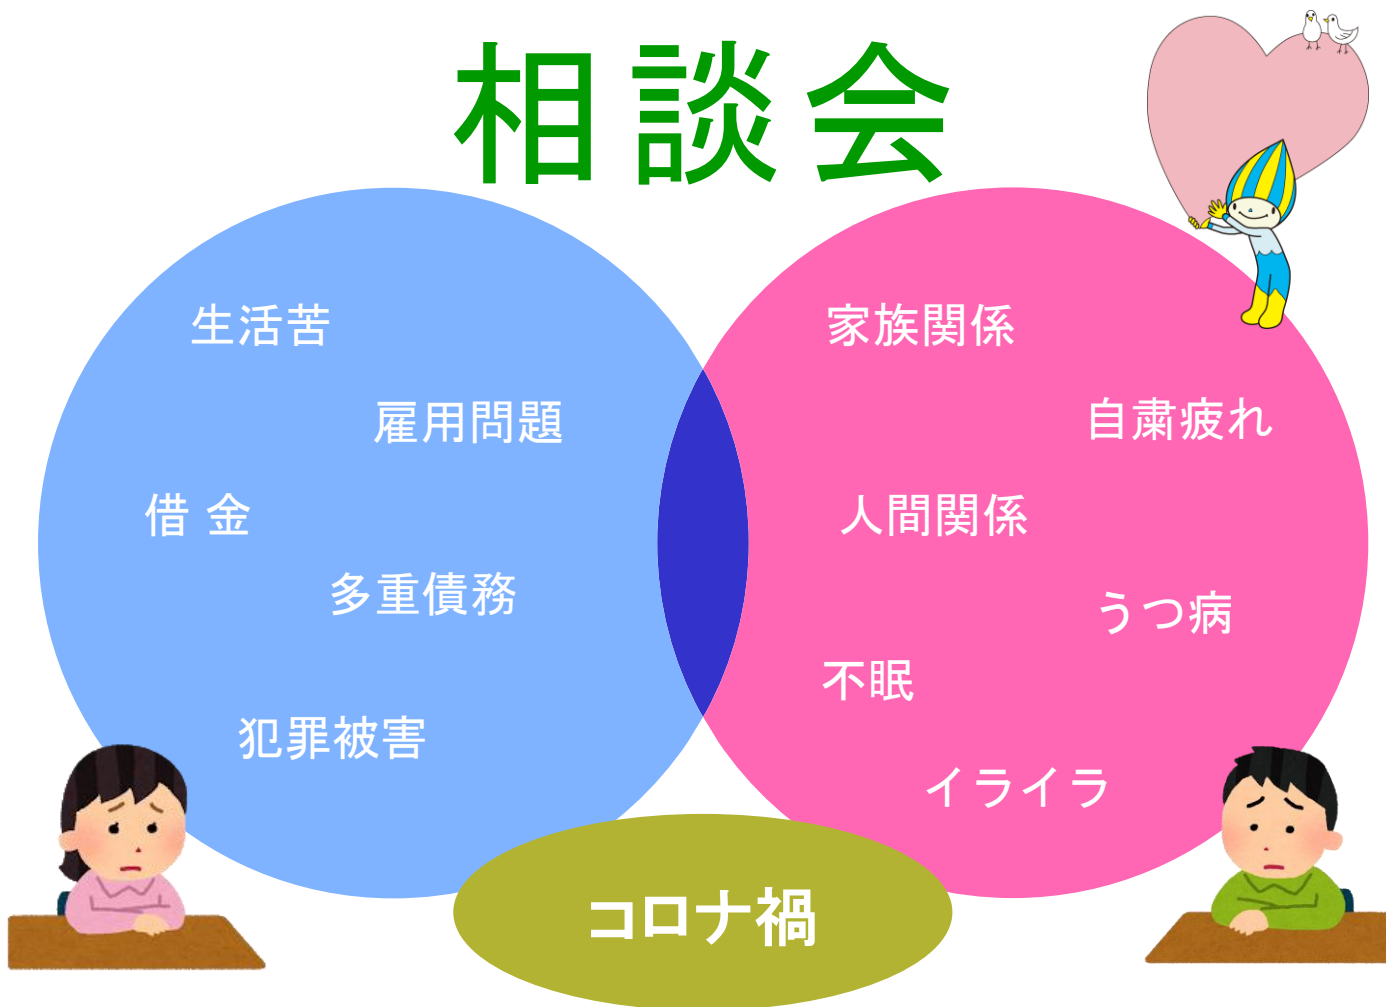 相談会
生活苦
雇用問題
借 金
多重債務
犯罪被害
家族関係
自粛疲れ
人間関係
うつ病
不眠
イライラ
コロナ禍